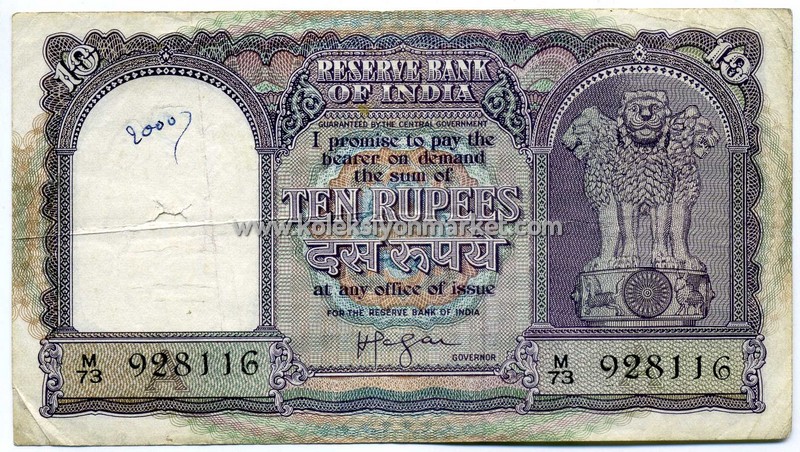 10 10
RESERVE BANK
OF INDIA
GUARANTEED BY THE CENTRAL GOVERNMENT
I promise to pay the
bearer on demand
the sum of
TEN RUPEES
www.koleksiyonmarket.com
दस रूपये
at any office of issue
FOR THE RESERVE BANK OF INDIA
GOVERNOR
M/73 928116
A
M/73 928116